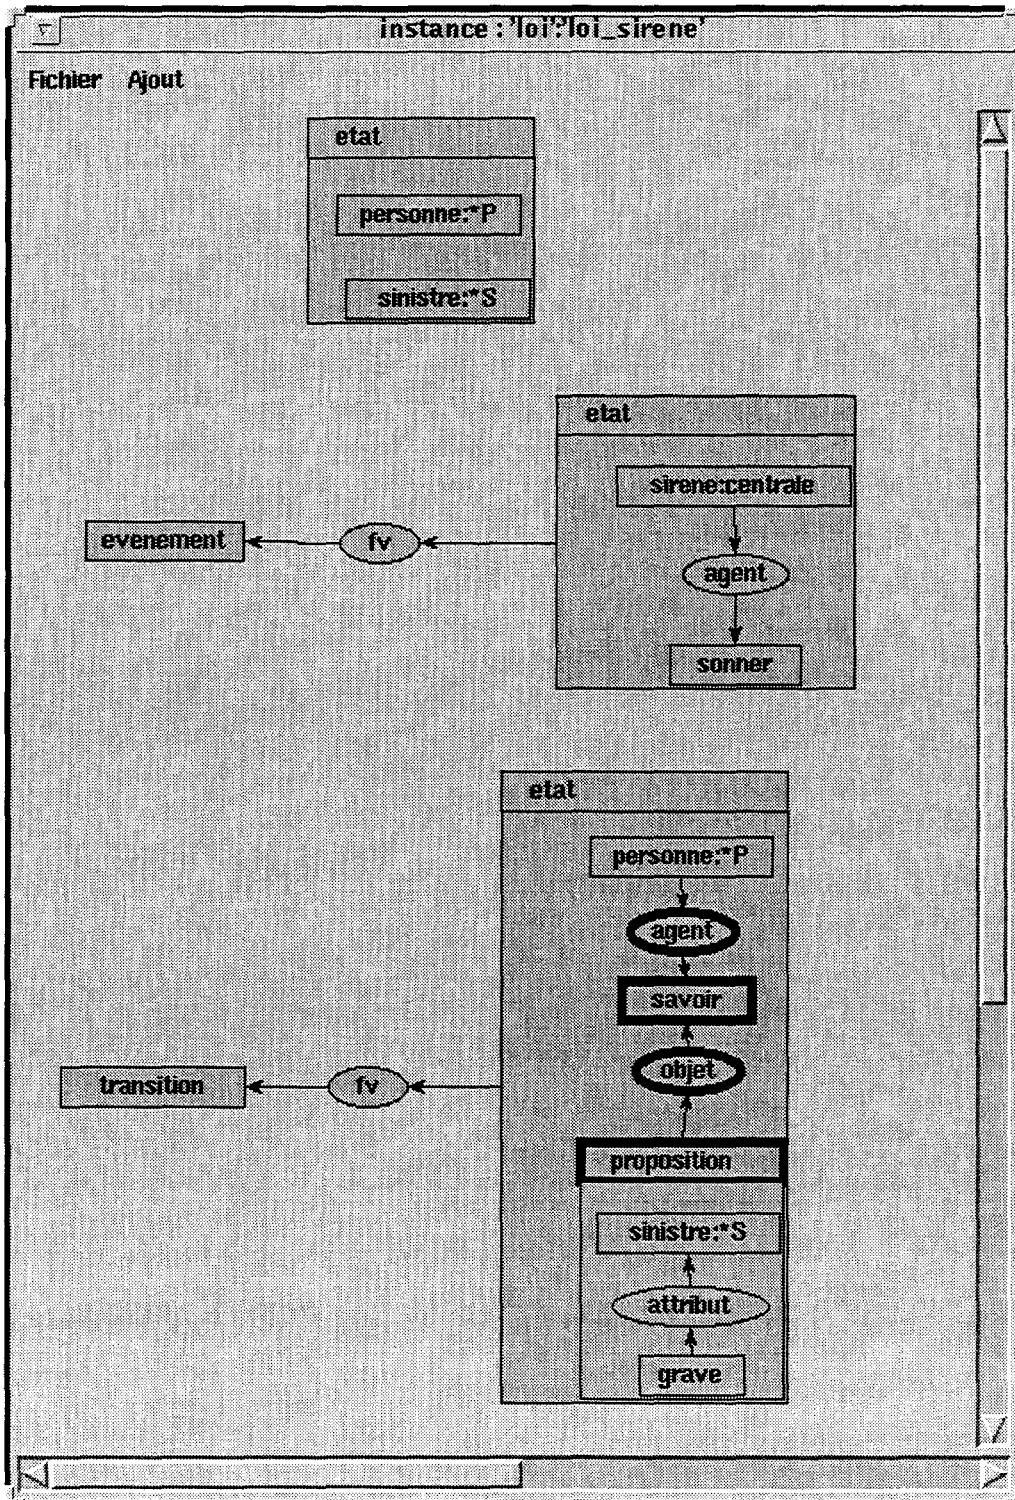 instance : 'loi':'loi_sirene'
Fichier Ajout
etat
personne:*P
sinistre:*S
etat
sirene:centrale
evenement
fv
agent
sonner
etat
personne:*P
agent
savoir
objet
transition
fv
proposition
sinistre:*S
attribut
grave